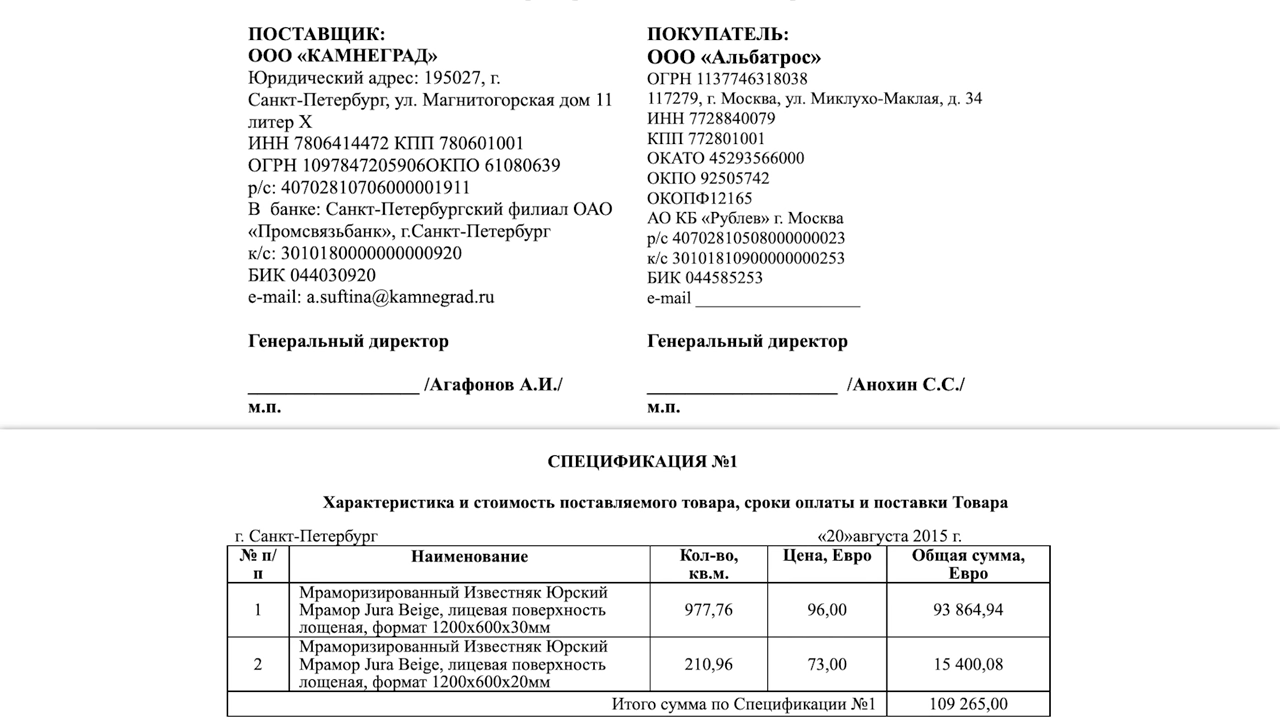 ПОСТАВЩИК:
ООО «КАМНЕГРАД»
Юридический адрес: 195027, г.
Санкт-Петербург, ул. Магнитогорская дом 11
литер Х
ИНН 7806414472 КПП 780601001
ОГРН 1097847205906ОКПО 61080639
р/с: 40702810706000001911
В банке: Санкт-Петербургский филиал ОАО
«Промсвязьбанк», г.Санкт-Петербург
к/с: 3010180000000000920
БИК 044030920
e-mail: a.suftina@kamnegrad.ru
Генеральный директор
__________________ /Агафонов А.И./
м.п.
ПОКУПАТЕЛЬ:
ООО «Альбатрос»
ОГРН 1137746318038
117279, г. Москва, ул. Миклухо-Маклая, д. 34
ИНН 7728840079
КПП 772801001
ОКАТО 45293566000
ОКПО 92505742
ОКОПФ12165
АО КБ «Рублев» г. Москва
р/с 40702810508000000023
к/с 30101810900000000253
БИК 044585253
e-mail ____________________
Генеральный директор
____________________ /Анохин С.С./
м.п.
СПЕЦИФИКАЦИЯ №1
Характеристика и стоимость поставляемого товара, сроки оплаты и поставки Товара
г. Санкт-Петербург «20»августа 2015 г.
№ п/п Наименование Кол-во, кв.м. Цена, Евро Общая сумма, Евро
1 Мраморизированный Известняк Юрский
Мрамор Jura Beige, лицевая поверхность 977,76 96,00 93 864,94
лощеная, формат 1200х600х30мм
2 Мраморизированный Известняк Юрский
Мрамор Jura Beige, лицевая поверхность 210,96 73,00 15 400,08
лощеная, формат 1200х600х20мм
Итого сумма по Спецификации №1 109 265,00